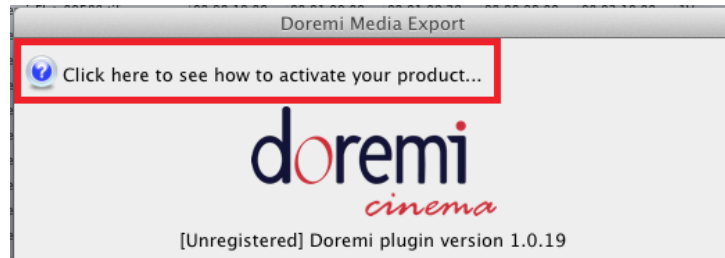 Doremi Media Export
Click here to see how to activate your product...
doremi
cinema
[Unregistered] Doremi plugin version 1.0.19